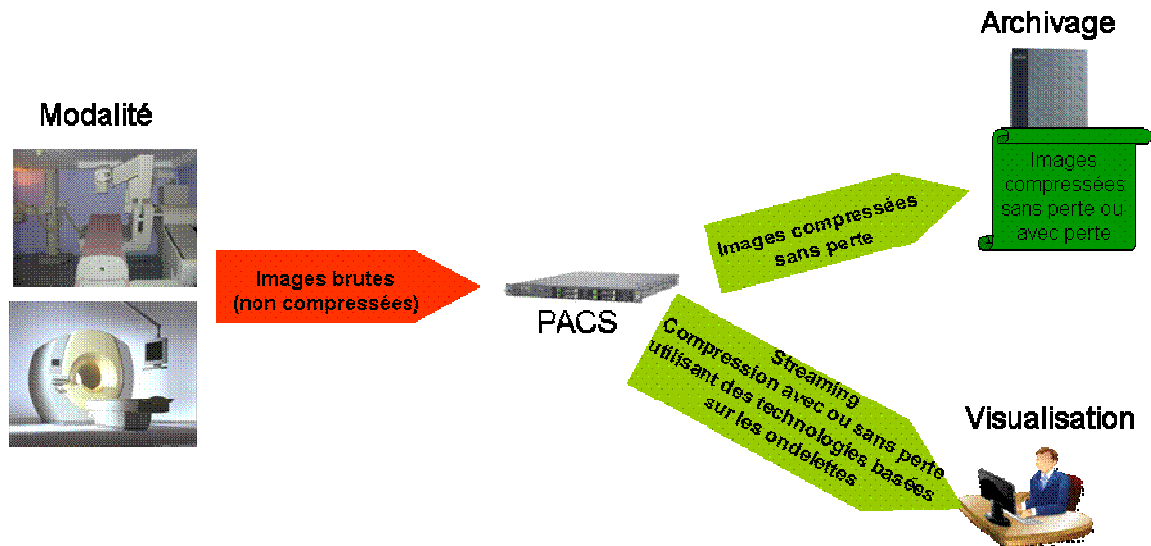 Modalité
Images brutes
(non compressées)
PACS
Images compressées
sans perte
Archivage
Images
compressées
sans perte ou
avec perte
Streaming
Compression avec ou sans perte
utilisant des technologies basées
sur les ondelettes
Visualisation